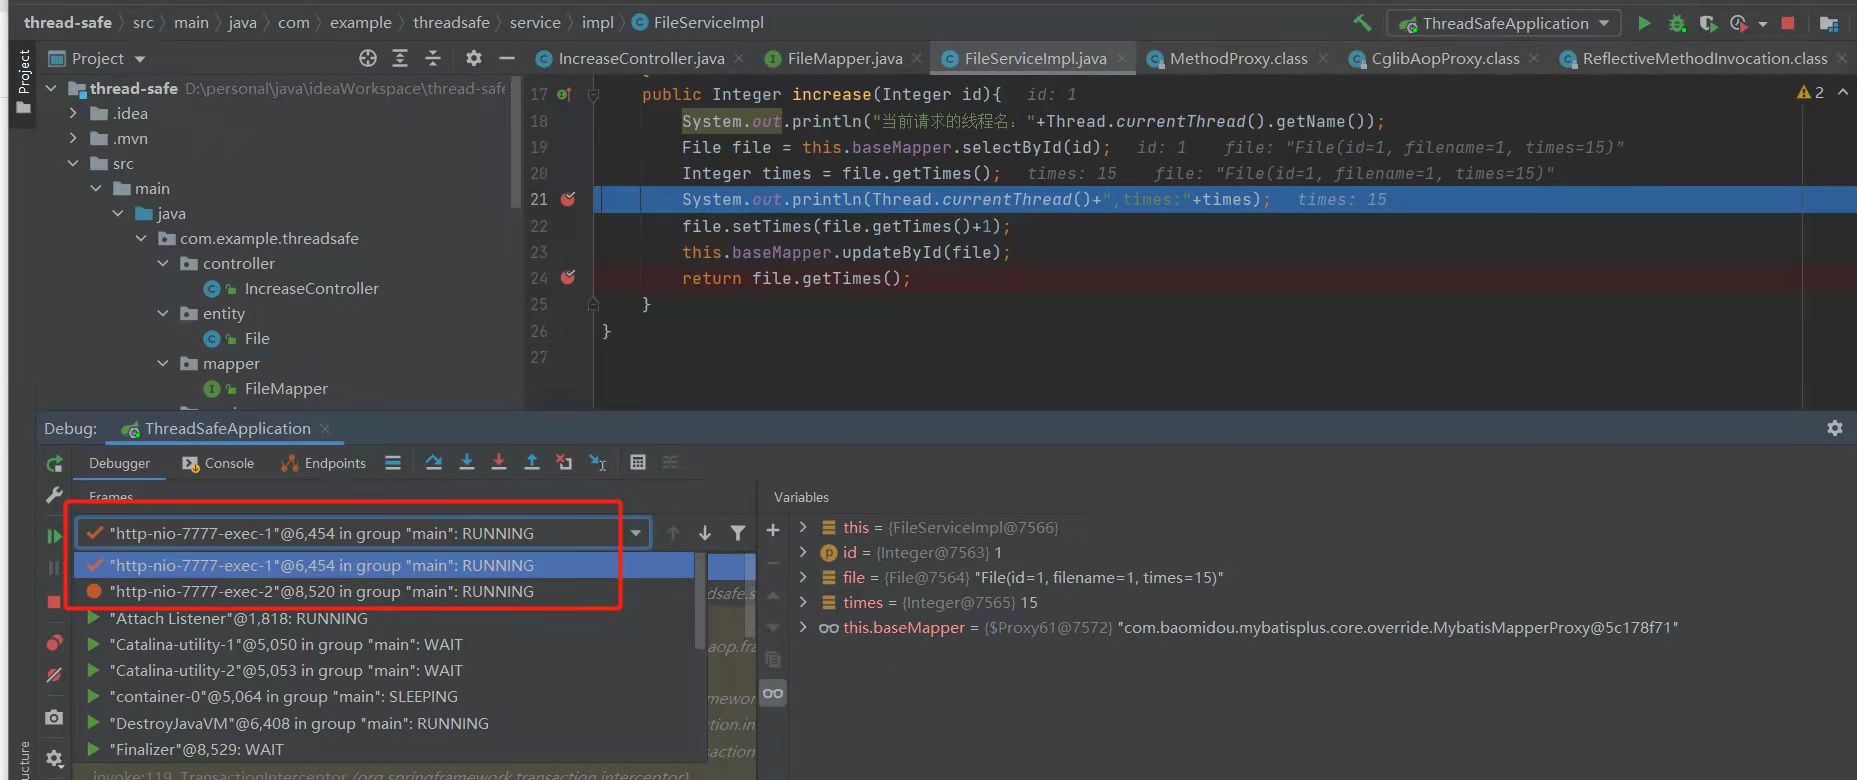 thread-safe 〉 src 〉 main 〉 java 〉 com 〉 example 〉 threadsafe 〉 service 〉 impl 〉 FileServiceImpl
ThreadSafeApplication
Project
Project
IncreaseController.java
FileMapper.java
FileServiceImpl.java
MethodProxy.class
CglibAopProxy.class
ReflectiveMethodInvocation.class
thread-safe D:\personal\java\ideaWorkspace\thread-safe
.idea
.mvn
src
main
java
com.example.threadsafe
controller
IncreaseController
entity
File
mapper
FileMapper
2
17 public Integer increase(Integer id){ id: 1
18 System.out.println("当前请求的线程名: "+Thread.currentThread().getName());
19 File file = this.baseMapper.selectById(id); id: 1 file: "File(id=1, filename=1, times=15)"
20 Integer times = file.getTimes(); times: 15 file: "File(id=1, filename=1, times=15)"
21 System.out.println(Thread.currentThread()+",times:"+times); times: 15
22 file.setTimes(file.getTimes()+1);
23 this.baseMapper.updateById(file);
24 return file.getTimes();
25 }
26 }
27
Debug: ThreadSafeApplication
Debugger Console Endpoints
Frames
"http-nio-7777-exec-1"@6,454 in group "main": RUNNING
"http-nio-7777-exec-1"@6,454 in group "main": RUNNING
"http-nio-7777-exec-2"@8,520 in group "main": RUNNING
"Attach Listener"@1,818: RUNNING
"Catalina-utility-1"@5,050 in group "main": WAIT
"Catalina-utility-2"@5,053 in group "main": WAIT
"container-0"@5,064 in group "main": SLEEPING
"DestroyJavaVM"@6,408 in group "main": RUNNING
"Finalizer"@8,529: WAIT
invoke:119, TransactionInterceptor (org.springframework.transaction.interceptor)
Variables
this = {FileServiceImpl@7566}
id = {Integer@7563} 1
file = {File@7564} "File(id=1, filename=1, times=15)"
times = {Integer@7565} 15
this.baseMapper = {$Proxy61@7572} "com.baomidou.mybatisplus.core.override.MybatisMapperProxy@5c178f71"